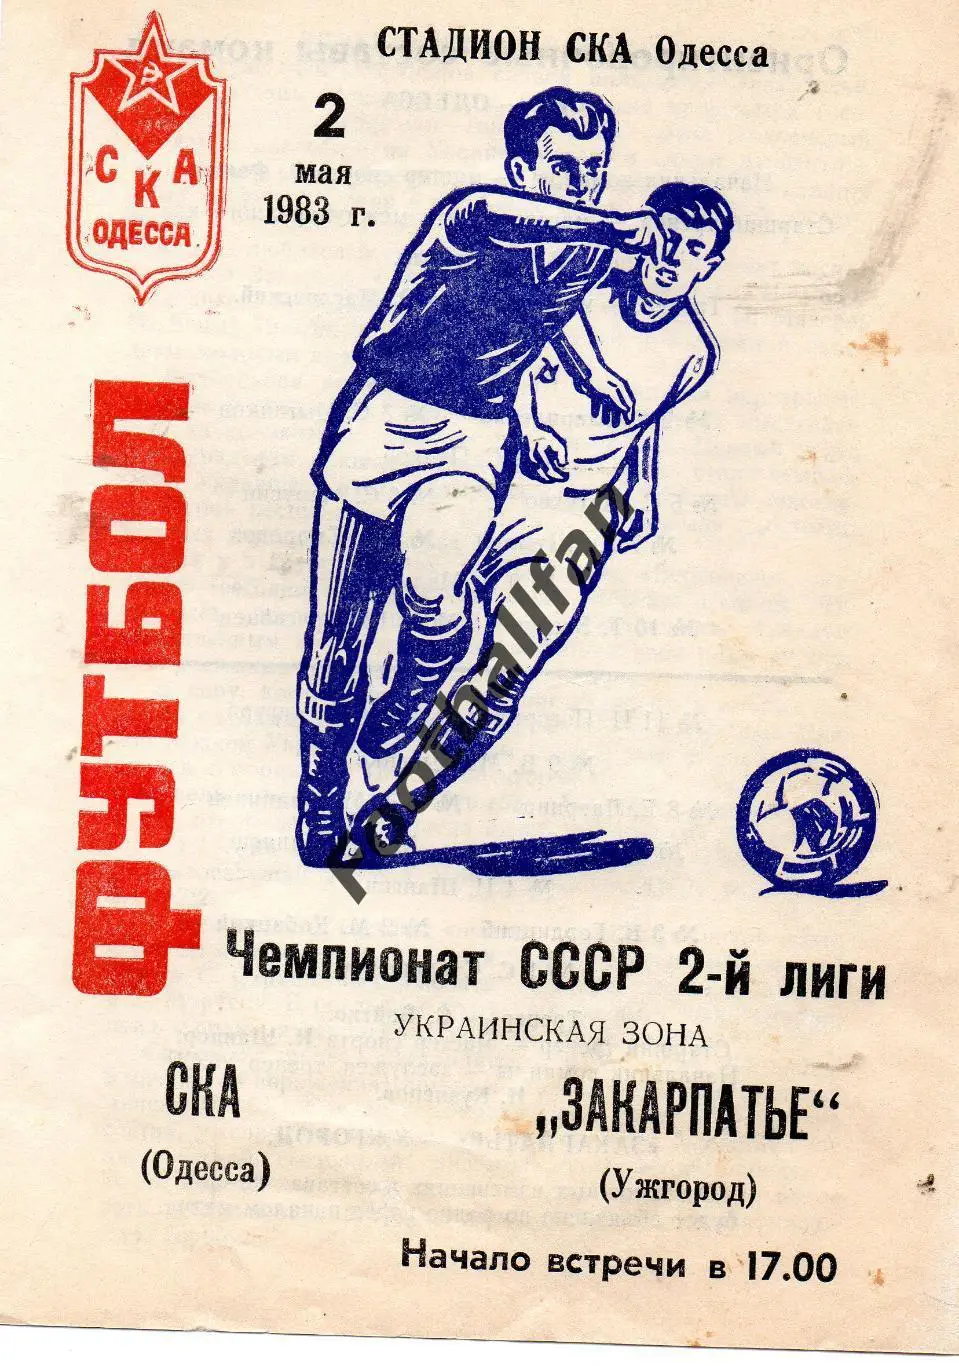 СТАДИОН СКА Одесса
СКА
ОДЕССА
2
мая
1983 г.
ФУТБОЛ
Footballfan
Чемпионат СССР 2-й лиги
УКРАИНСКАЯ ЗОНА
СКА
(Одесса)
„ЗАКАРПАТЬЕ“
(Ужгород)
Начало встречи в 17.00